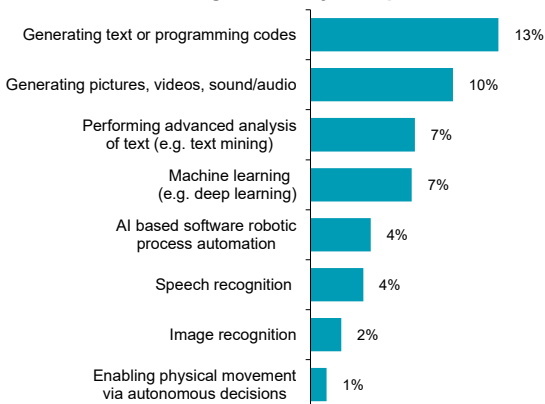 Generating text or programming codes 13%
Generating pictures, videos, sound/audio 10%
Performing advanced analysis
of text (e.g. text mining) 7%
Machine learning
(e.g. deep learning) 7%
AI based software robotic
process automation 4%
Speech recognition 4%
Image recognition 2%
Enabling physical movement
via autonomous decisions 1%